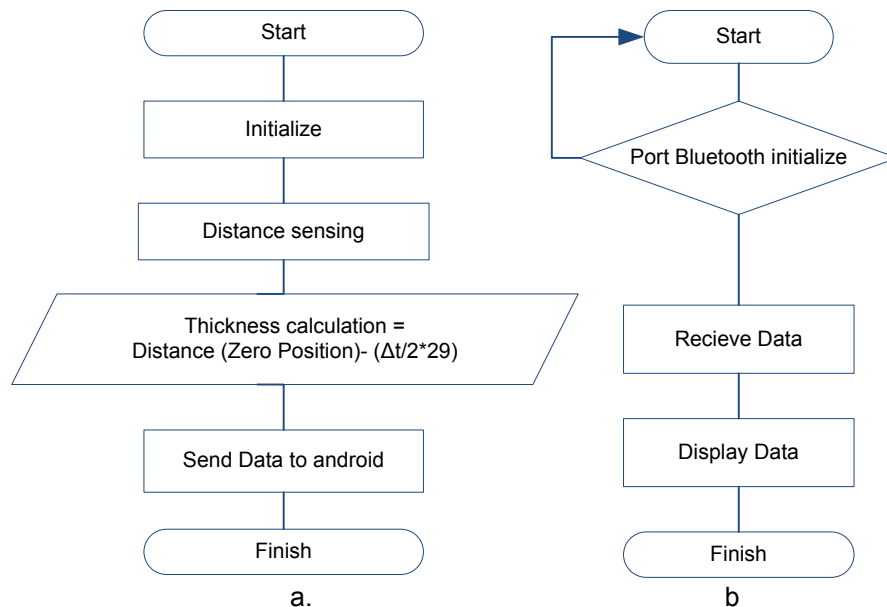 Start
Initialize
Distance sensing
Thickness calculation =
Distance (Zero Position)- (Δt/2*29)
Send Data to android
Finish
a.
Start
Port Bluetooth initialize
Recieve Data
Display Data
Finish
b